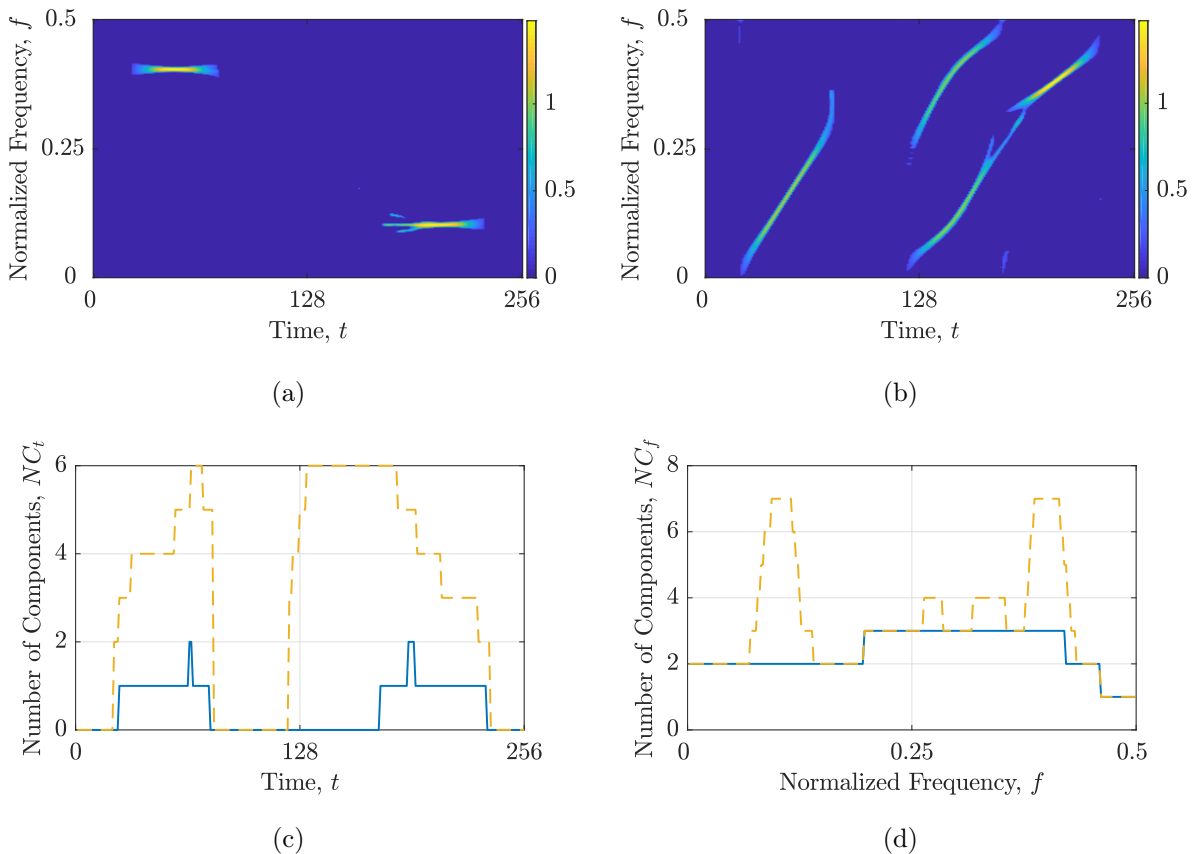 0.5
0.25
0
0
128
256
Normalized Frequency, f
Time, t
1
0.5
0
(a)
0.5
0.25
0
0
128
256
Normalized Frequency, f
Time, t
1
0.5
0
(b)
6
4
2
0
0
128
256
Number of Components, NC_t
Time, t
(c)
8
6
4
2
0
0
0.25
0.5
Number of Components, NC_f
Normalized Frequency, f
(d)